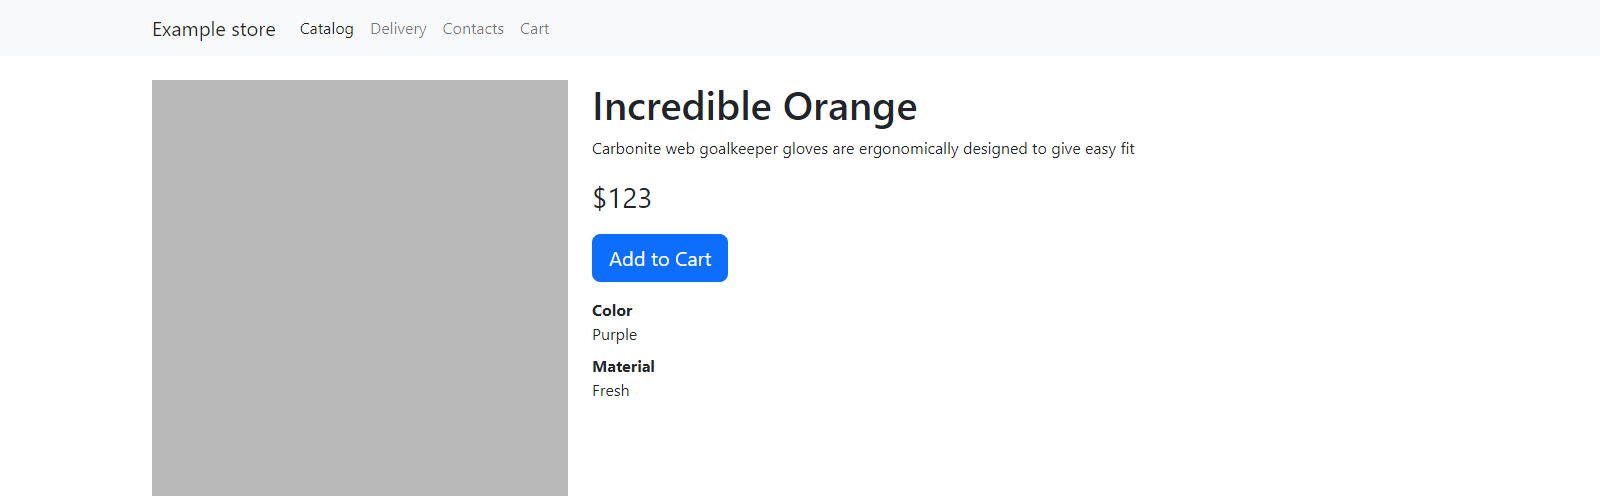 Example store Catalog Delivery Contacts Cart
Incredible Orange
Carbonite web goalkeeper gloves are ergonomically designed to give easy fit
$123
Add to Cart
Color
Purple
Material
Fresh